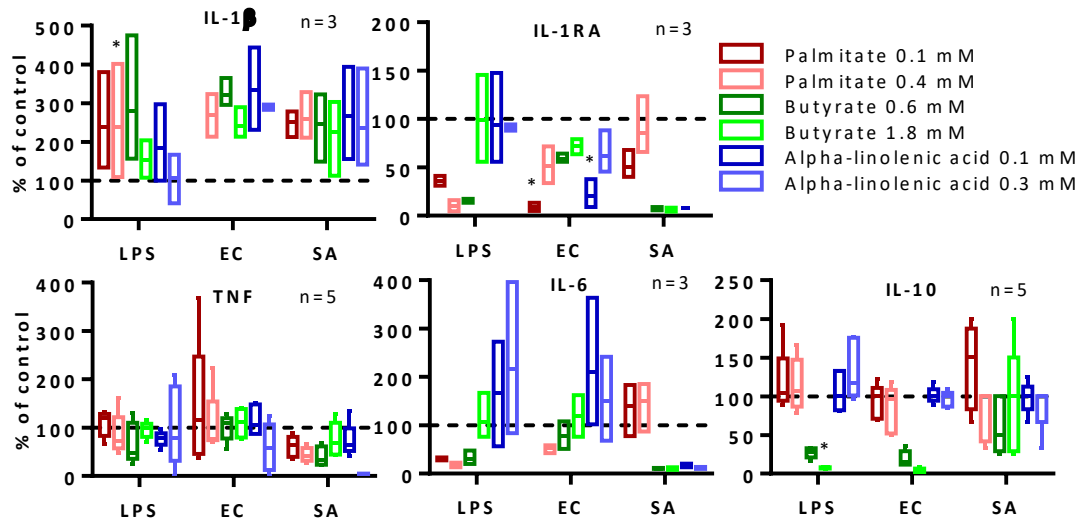 IL-1β n=3
500
400
300
200
100
0
% of control
*
LPS EC SA
IL-1RA n=3
200
150
100
50
0
*
*
LPS EC SA
Palmitate 0.1 mM
Palmitate 0.4 mM
Butyrate 0.6 mM
Butyrate 1.8 mM
Alpha-linolenic acid 0.1 mM
Alpha-linolenic acid 0.3 mM
TNF n=5
400
300
200
100
0
% of control
LPS EC SA
IL-6 n=3
400
300
200
100
0
LPS EC SA
IL-10 n=5
250
200
150
100
50
0
*
LPS EC SA